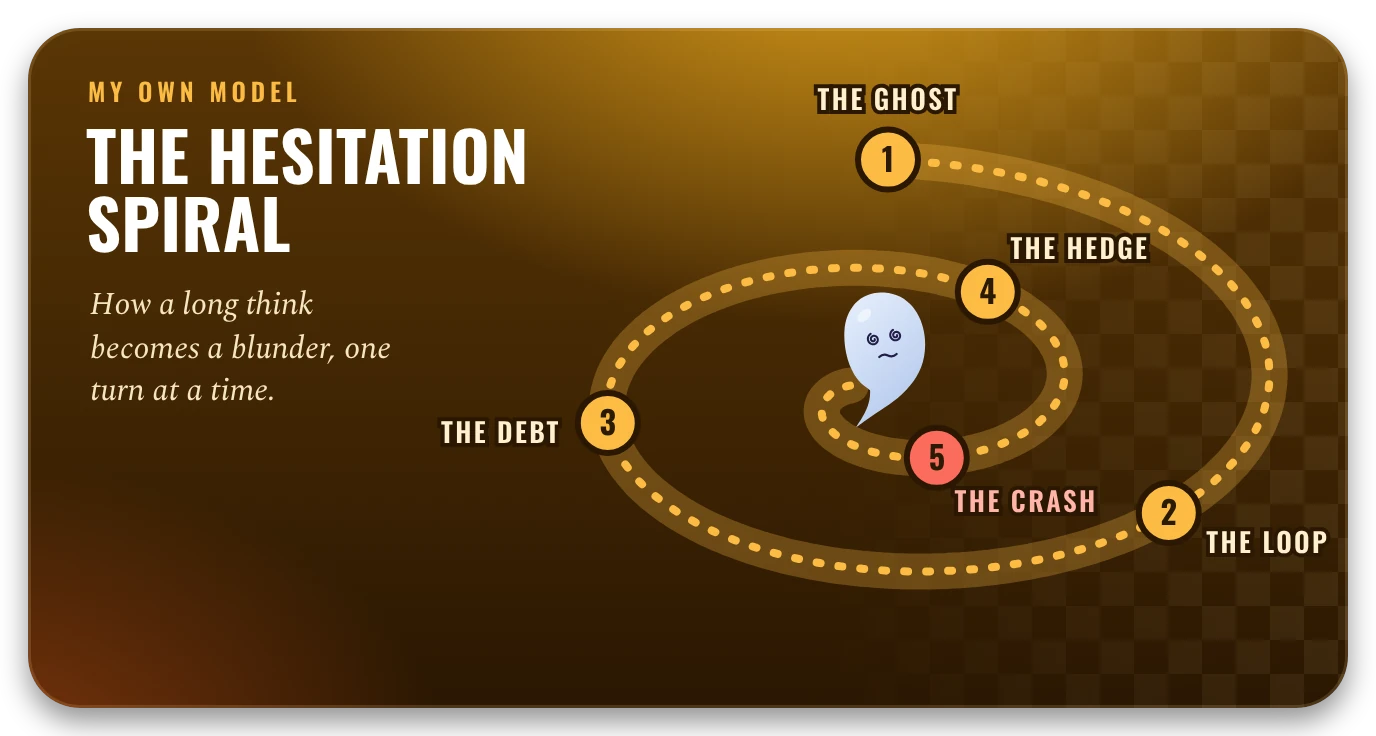 MY OWN MODEL
THE HESITATION
SPIRAL
How a long think
becomes a blunder, one
turn at a time.
THE GHOST
1
THE HEDGE
4
3
THE DEBT
5
THE CRASH
2
THE LOOP